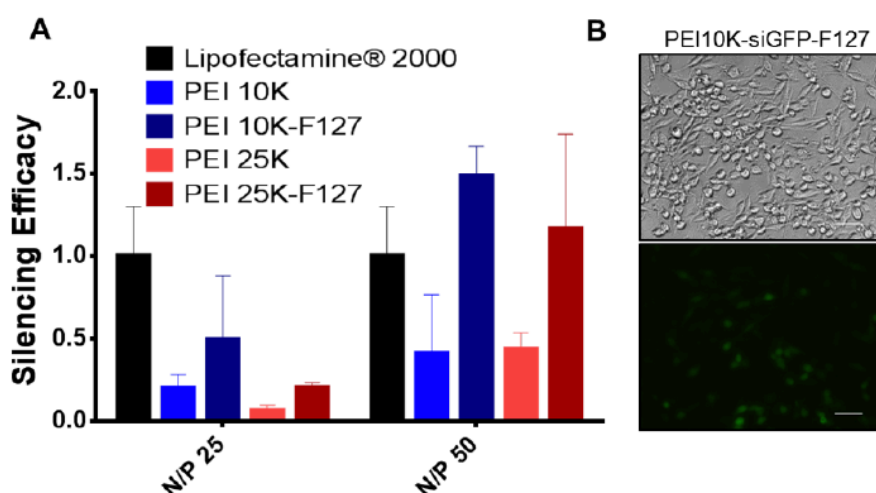 A
Lipofectamine® 2000
PEI 10K
PEI 10K-F127
PEI 25K
PEI 25K-F127
Silencing Efficacy
2.0
1.5
1.0
0.5
0.0
N/P 25
N/P 50
B
PEI10K-siGFP-F127